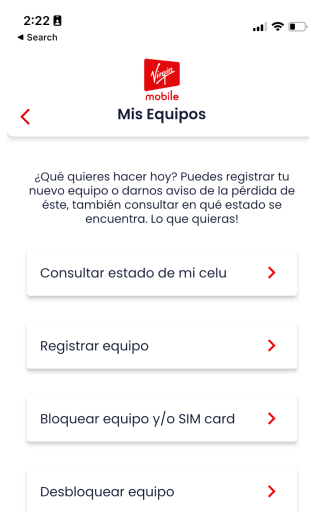 2:22
◀ Search
Virgin
mobile
Mis Equipos
¿Qué quieres hacer hoy? Puedes registrar tu
nuevo equipo o darnos aviso de la pérdida de
éste, también consultar en qué estado se
encuentra. Lo que quieras!
Consultar estado de mi celu
Registrar equipo
Bloquear equipo y/o SIM card
Desbloquear equipo